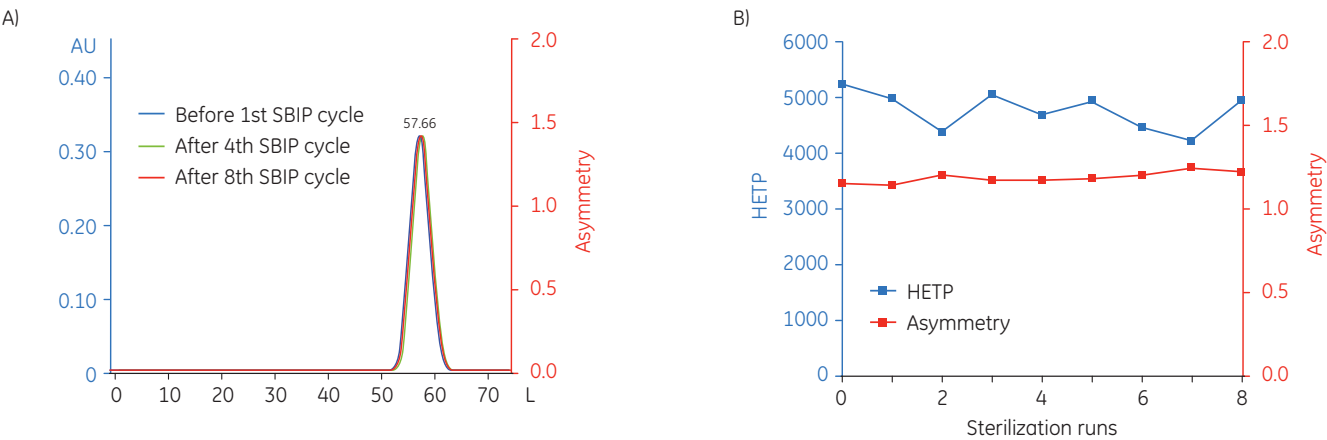 A)
AU
0.40
0.30
0.20
0.10
0
Before 1st SBIP cycle
After 4th SBIP cycle
After 8th SBIP cycle
57.66
2.0
1.5
1.0
0.5
0.0
Asymmetry
0 10 20 30 40 50 60 70 L
B)
6000
5000
4000
3000
2000
1000
0
HETP
HETP
Asymmetry
2.0
1.5
1.0
0.5
0.0
Asymmetry
0 2 4 6 8
Sterilization runs